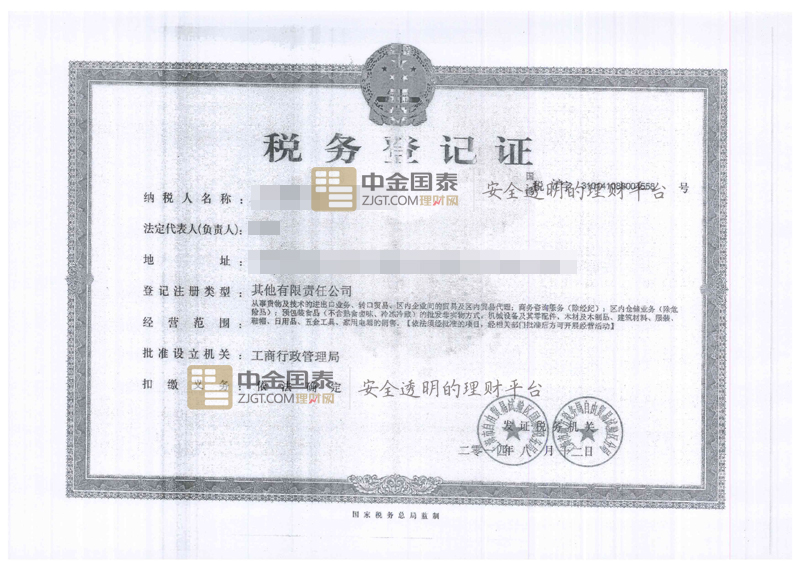 税务登记证
税 字 310141088004558 号
中金国泰
ZJGT.COM理财网
安全透明的理财平台
纳税人名称：
法定代表人(负责人)：
地 址：
登记注册类型：其他有限责任公司
经营范围：从事货物及技术的进出口业务、转口贸易、区内企业间的贸易及区内贸易代理；商务咨询服务（除经纪）；区内仓储业务（除危
险品）；预包装食品（不含熟食卤味、冷冻冷藏）的批发非实物方式，机械设备及其零配件、木材及木制品、建筑材料、服装、
鞋帽、日用品、五金工具、家用电器的销售。【依法须经批准的项目，经相关部门批准后方可开展经营活动】
批准设立机关：工商行政管理局
扣缴义务：依法确定
中金国泰
ZJGT.COM理财网
安全透明的理财平台
发证税务机关
二零 四年八月十二日
国家税务总局监制